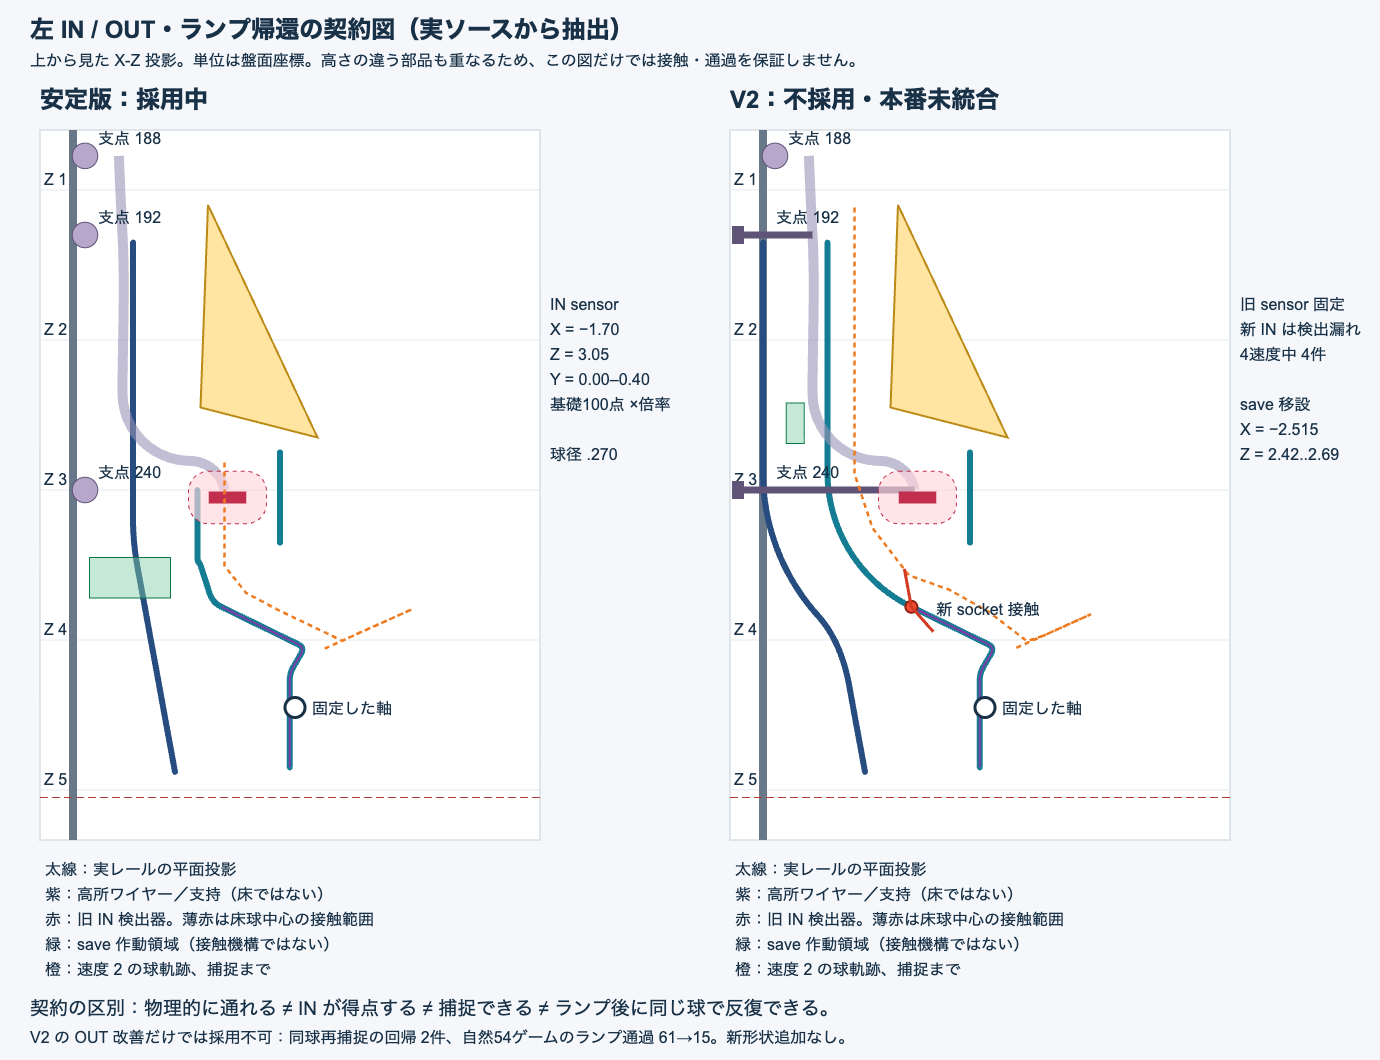 左 IN / OUT・ランプ帰還の契約図（実ソースから抽出）
上から見た X-Z 投影。単位は盤面座標。高さの違う部品も重なるため、この図だけでは接触・通過を保証しません。
安定版：採用中
支点 188
Z 1
支点 192
Z 2
支点 240
Z 3
Z 4
固定した軸
Z 5
IN sensor
X = −1.70
Z = 3.05
Y = 0.00–0.40
基礎100点 ×倍率
球径 .270
太線：実レールの平面投影
紫：高所ワイヤー／支持（床ではない）
赤：旧 IN 検出器。薄赤は床球中心の接触範囲
緑：save 作動領域（接触機構ではない）
橙：速度 2 の球軌跡、捕捉まで
V2：不採用・本番未統合
支点 188
Z 1
支点 192
Z 2
支点 240
Z 3
新 socket 接触
Z 4
固定した軸
Z 5
旧 sensor 固定
新 IN は検出漏れ
4速度中 4件
save 移設
X = −2.515
Z = 2.42..2.69
太線：実レールの平面投影
紫：高所ワイヤー／支持（床ではない）
赤：旧 IN 検出器。薄赤は床球中心の接触範囲
緑：save 作動領域（接触機構ではない）
橙：速度 2 の球軌跡、捕捉まで
契約の区別：物理的に通れる ≠ IN が得点する ≠ 捕捉できる ≠ ランプ後に同じ球で反復できる。
V2 の OUT 改善だけでは採用不可：同球再捕捉の回帰 2件、自然54ゲームのランプ通過 61→15。新形状追加なし。